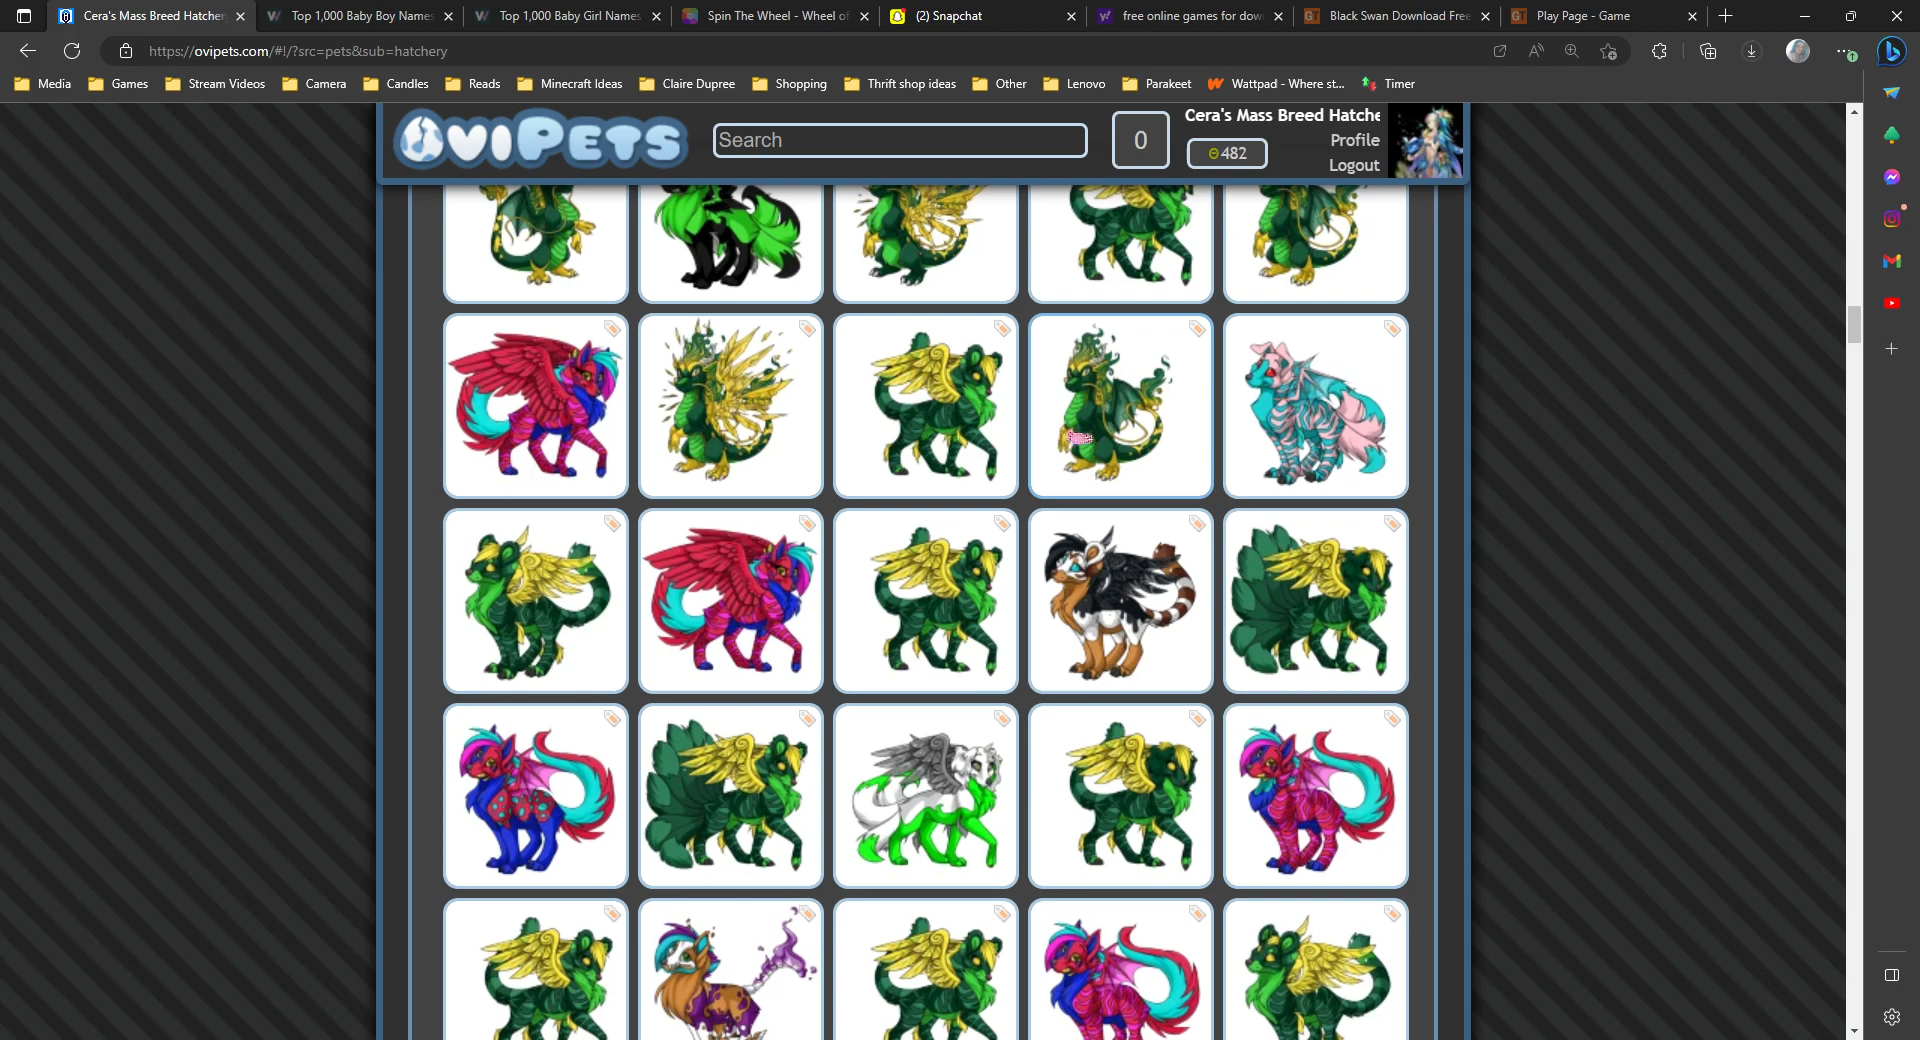 Cera's Mass Breed Hatcher
Top 1,000 Baby Boy Names
Top 1,000 Baby Girl Names
Spin The Wheel - Wheel of
(2) Snapchat
free online games for dow
Black Swan Download Free
Play Page - Game
https://ovipets.com/#!/?src=pets&sub=hatchery
Media
Games
Stream Videos
Camera
Candles
Reads
Minecraft Ideas
Claire Dupree
Shopping
Thrift shop ideas
Other
Lenovo
Parakeet
Wattpad - Where st...
Timer
OviPets
Search
0
Cera's Mass Breed Hatche
482
Profile
Logout